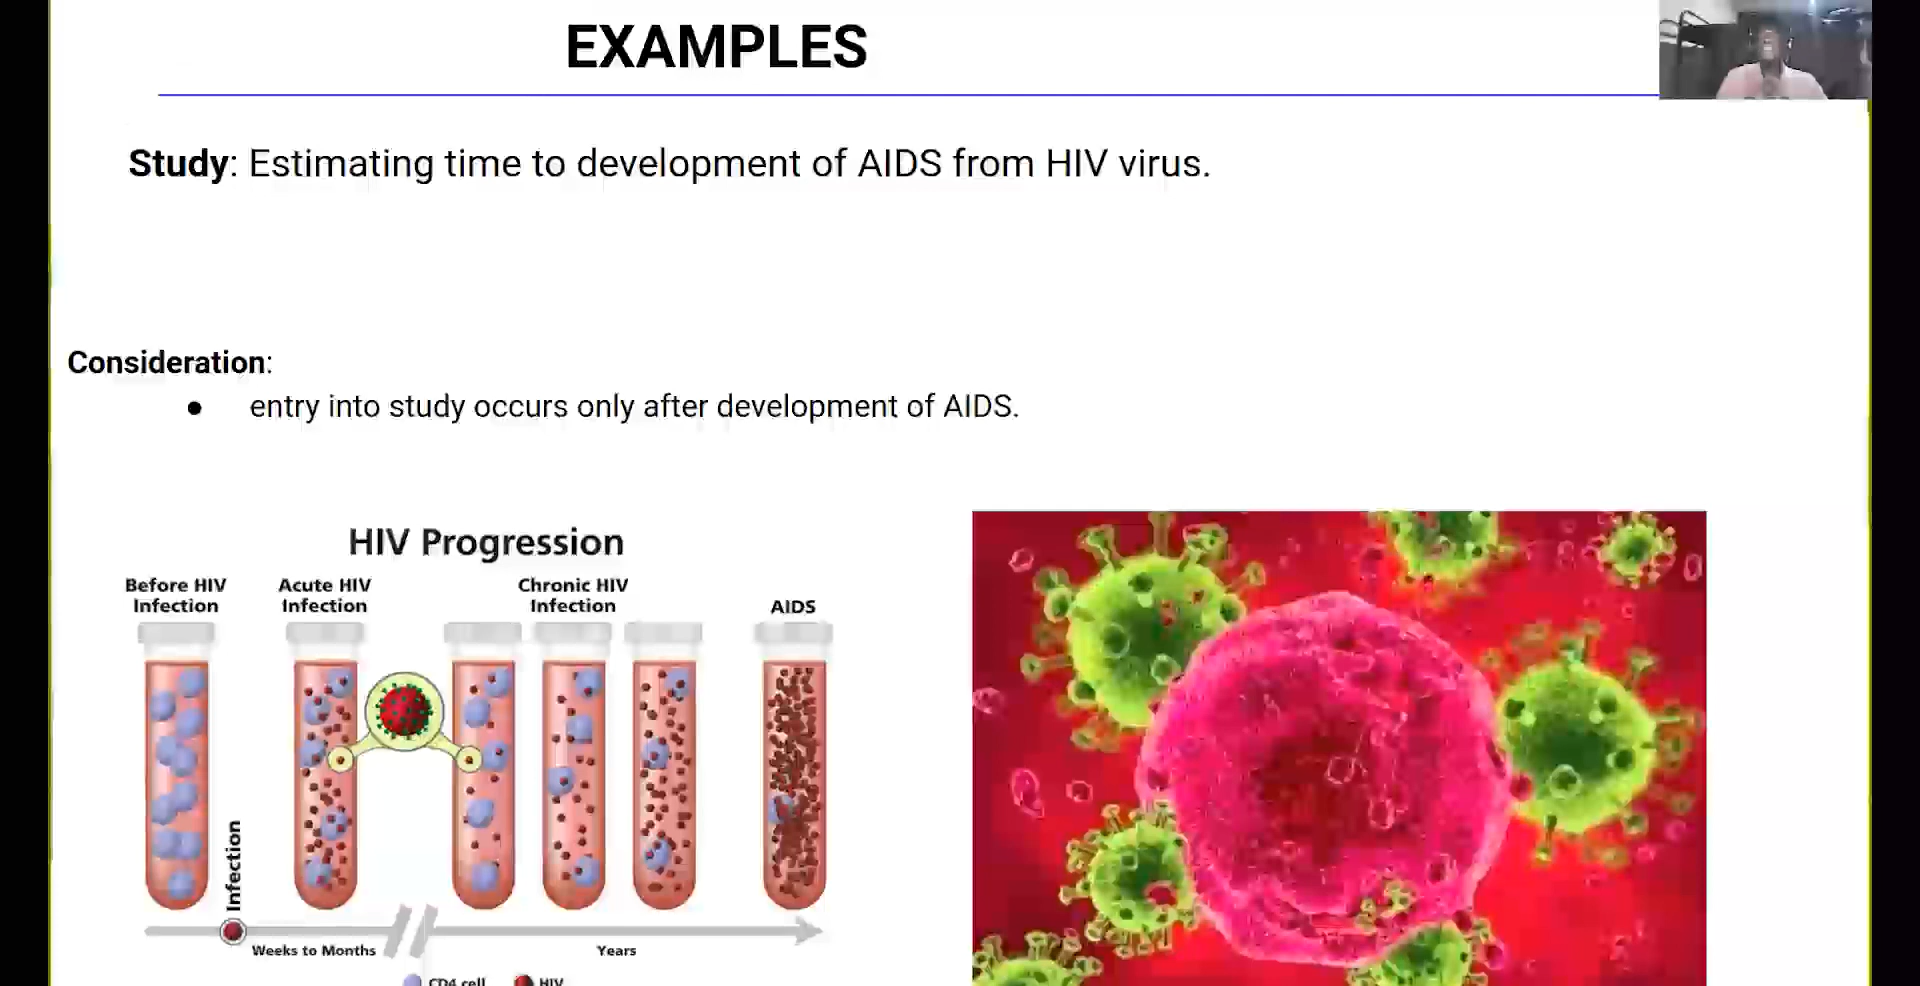 EXAMPLES
Study: Estimating time to development of AIDS from HIV virus.
Consideration:
● entry into study occurs only after development of AIDS.
HIV Progression
Before HIV
Infection
Acute HIV
Infection
Chronic HIV
Infection
AIDS
Infection
Weeks to Months
Years
CD4 cell
HIV